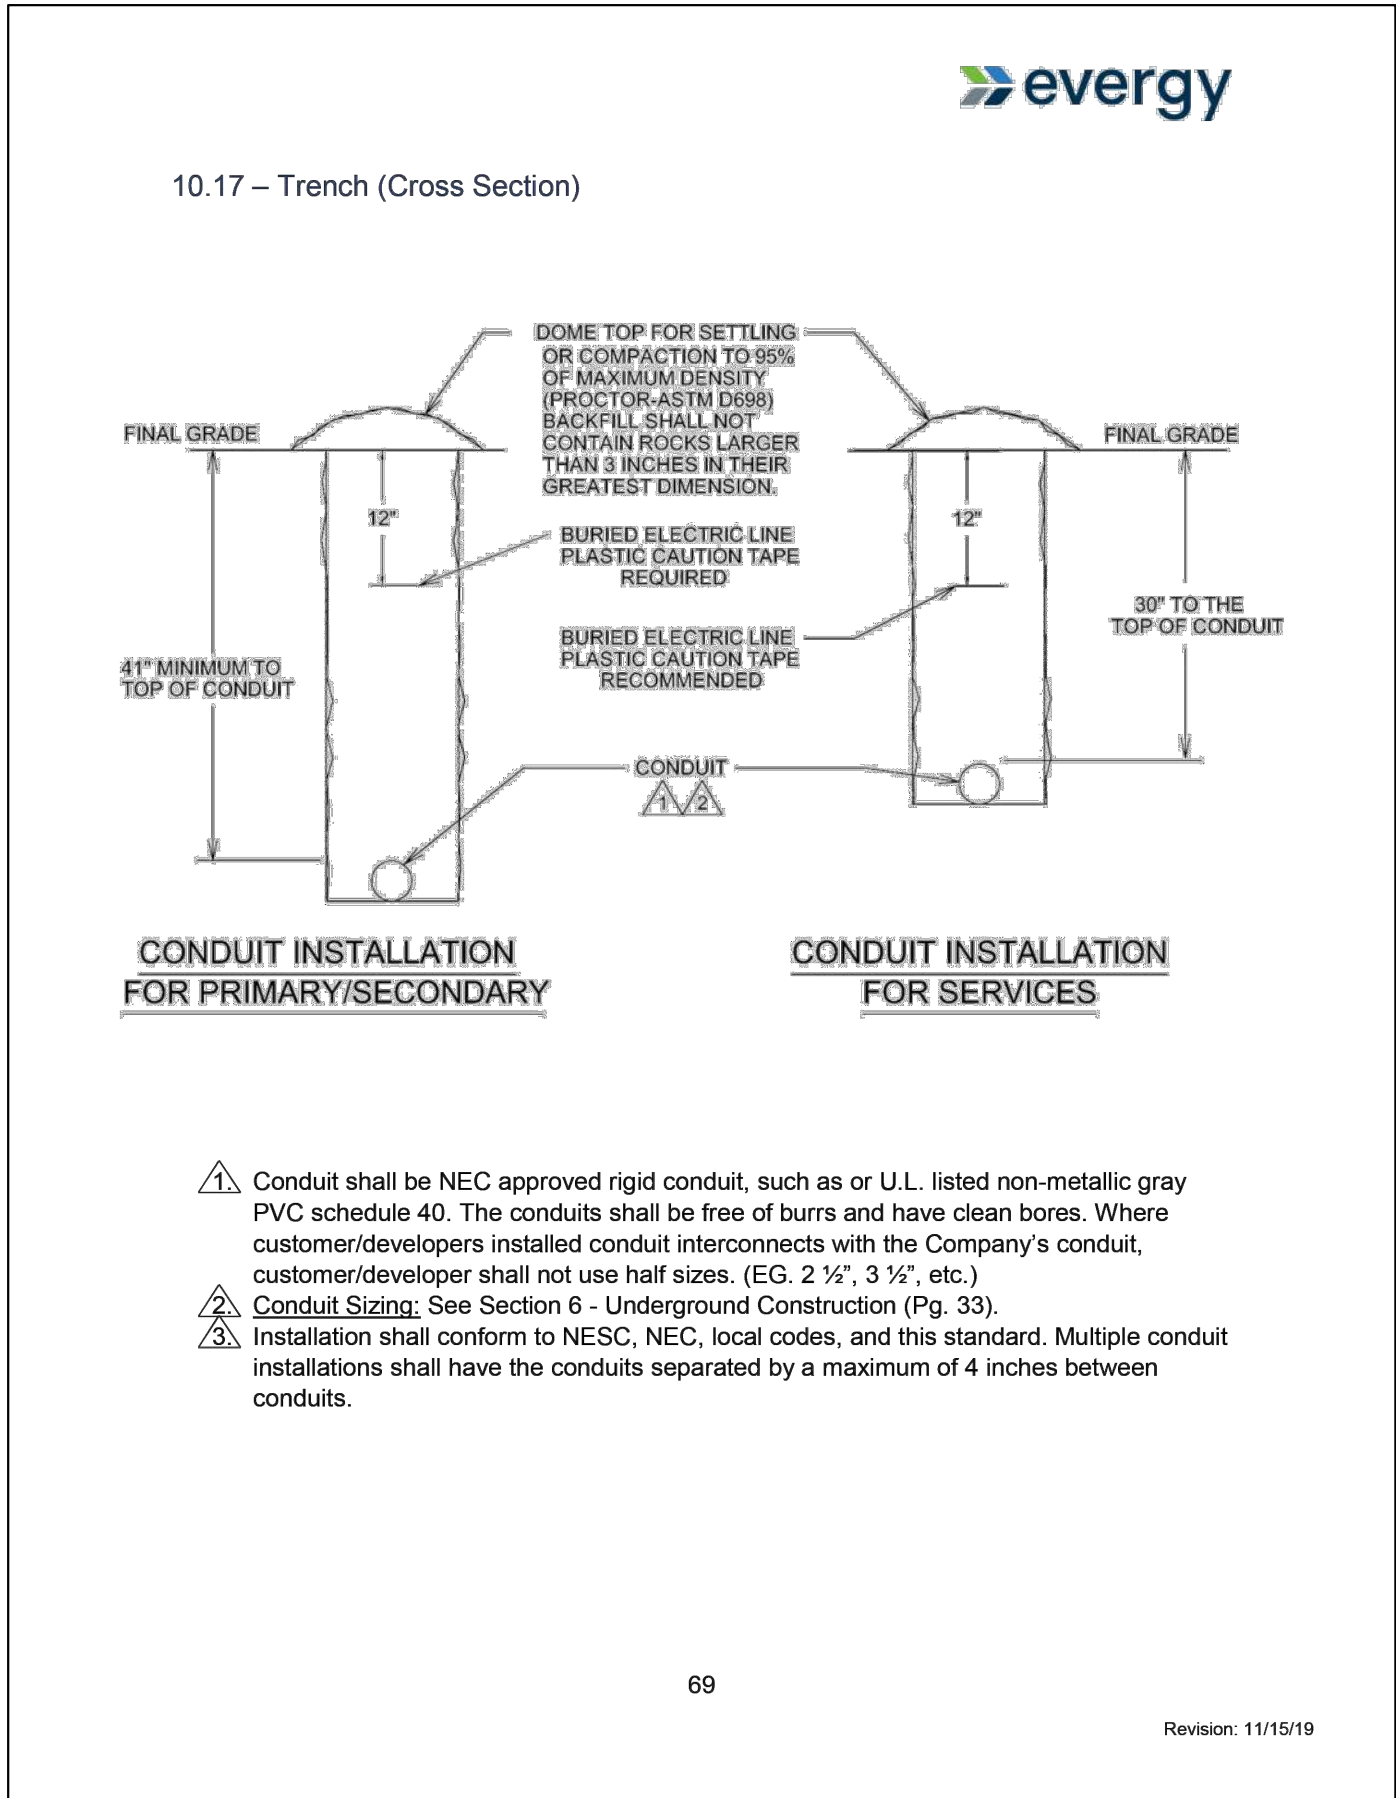 evergy
10.17 – Trench (Cross Section)
DOME TOP FOR SETTLING
OR COMPACTION TO 95%
OF MAXIMUM DENSITY
(PROCTOR-ASTM D698)
BACKFILL SHALL NOT
CONTAIN ROCKS LARGER
THAN 3 INCHES IN THEIR
GREATEST DIMENSION.
FINAL GRADE
FINAL GRADE
12"
12"
BURIED ELECTRIC LINE
PLASTIC CAUTION TAPE
REQUIRED
30" TO THE
TOP OF CONDUIT
BURIED ELECTRIC LINE
PLASTIC CAUTION TAPE
RECOMMENDED
41" MINIMUM TO
TOP OF CONDUIT
CONDUIT
1 2
CONDUIT INSTALLATION
FOR PRIMARY/SECONDARY
CONDUIT INSTALLATION
FOR SERVICES
1. Conduit shall be NEC approved rigid conduit, such as or U.L. listed non-metallic gray
PVC schedule 40. The conduits shall be free of burrs and have clean bores. Where
customer/developers installed conduit interconnects with the Company’s conduit,
customer/developer shall not use half sizes. (EG. 2 ½”, 3 ½”, etc.)
2. Conduit Sizing: See Section 6 - Underground Construction (Pg. 33).
3. Installation shall conform to NESC, NEC, local codes, and this standard. Multiple conduit
installations shall have the conduits separated by a maximum of 4 inches between
conduits.
69
Revision: 11/15/19